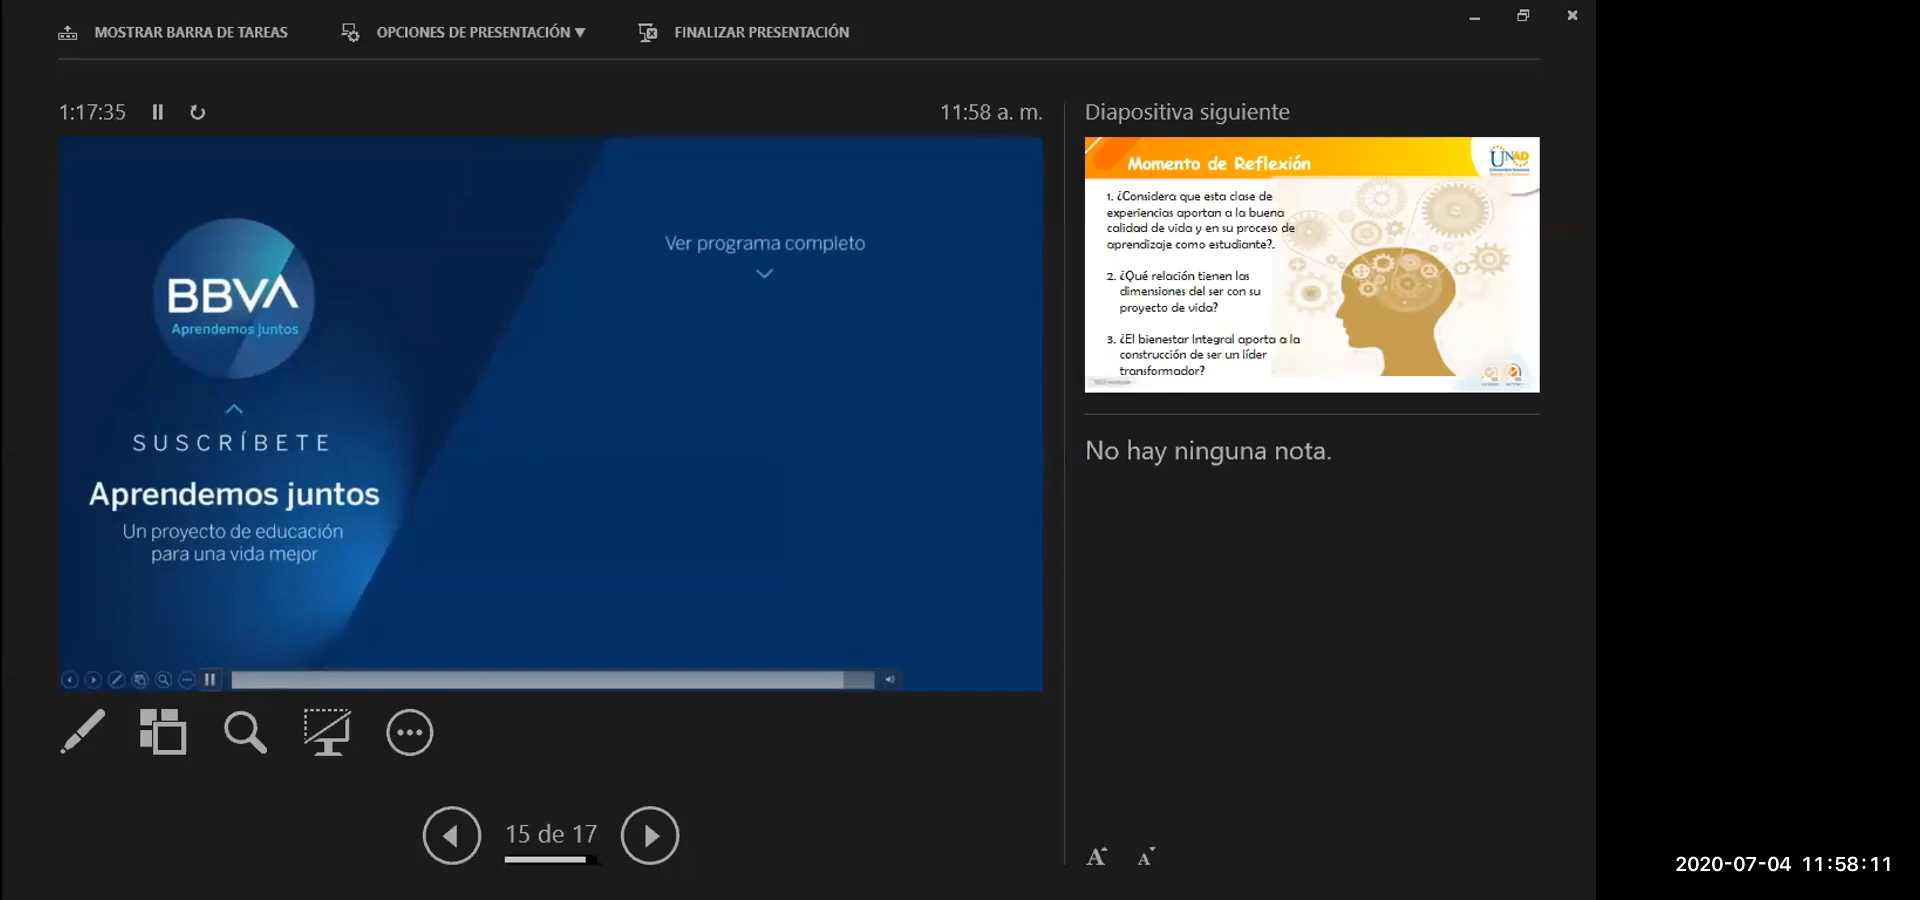 MOSTRAR BARRA DE TAREAS
OPCIONES DE PRESENTACIÓN ▼
FINALIZAR PRESENTACIÓN
1:17:35
11:58 a. m.
BBVA
Aprendemos juntos
SUSCRÍBETE
Aprendemos juntos
Un proyecto de educación
para una vida mejor
Ver programa completo
15 de 17
Diapositiva siguiente
Momento de Reflexión
UNAD
1. ¿Considera que esta clase de
experiencias aportan a la buena
calidad de vida y en su proceso de
aprendizaje como estudiante?.
2. ¿Qué relación tienen las
dimensiones del ser con su
proyecto de vida?
3. ¿El bienestar Integral aporta a la
construcción de ser un líder
transformador?
No hay ninguna nota.
A A
2020-07-04 11:58:11